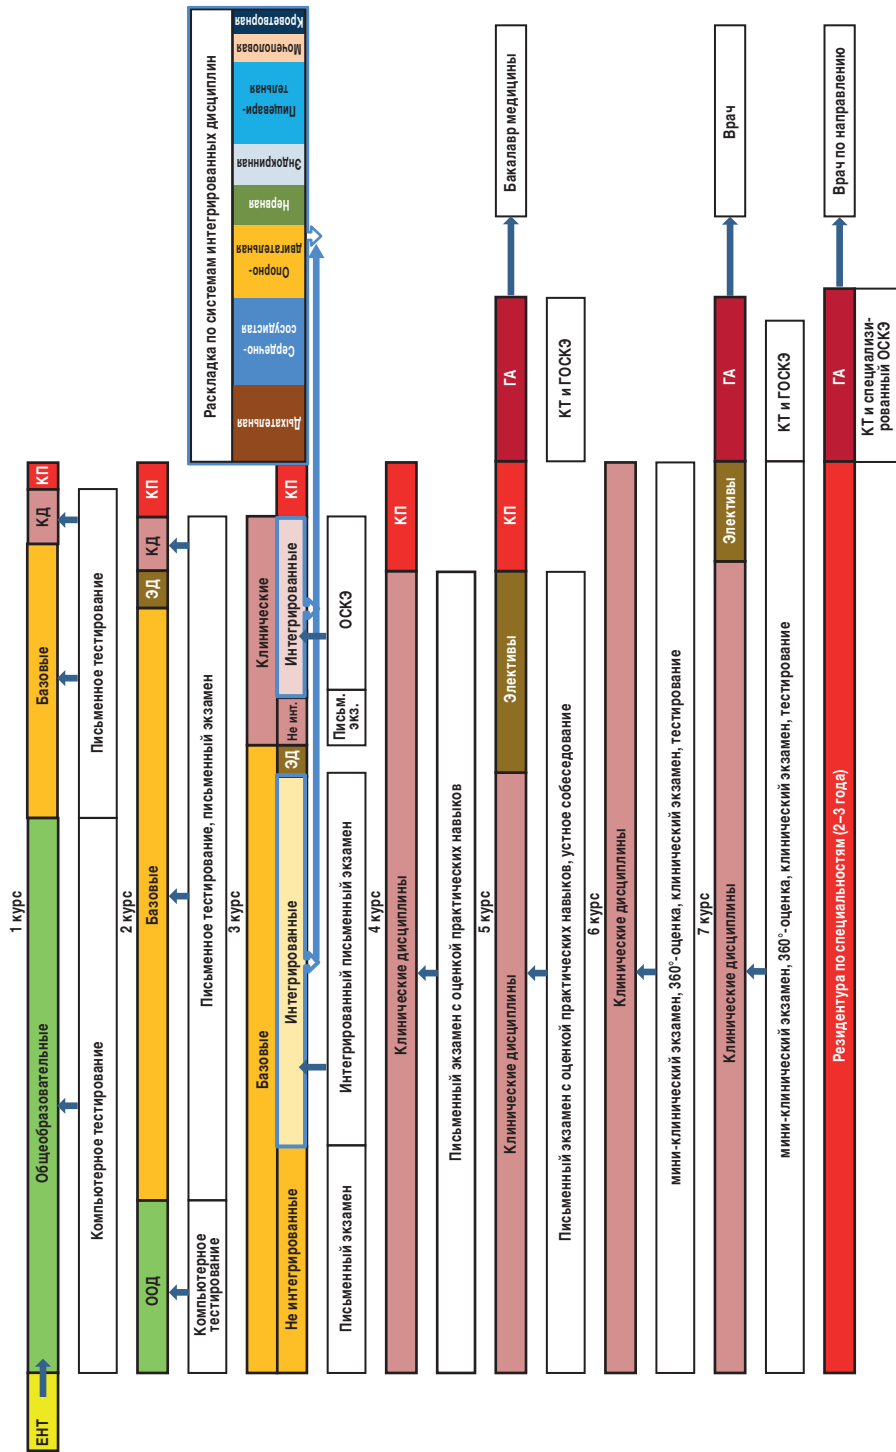 1 курс
ЕНТ
Общеобразовательные
Базовые
КД
КП
Компьютерное тестирование
Письменное тестирование
2 курс
ООД
Базовые
ЭД
КД
КП
Компьютерное
тестирование
Письменное тестирование, письменный экзамен
3 курс
Базовые
Клинические
Не интегрированные
Интегрированные
ЭД
Не инт.
Интегрированные
КП
Письменный экзамен
Интегрированный письменный экзамен
Письм.
экз.
ОСКЭ
Раскладка по системам интегрированных дисциплин
Дыхательная
Сердечно-
сосудистая
Опорно-
двигательная
Нервная
Эндокринная
Пищевари-
тельная
Мочеполовая
Кроветворная
4 курс
Клинические дисциплины
КП
Письменный экзамен с оценкой практических навыков
5 курс
Клинические дисциплины
Элективы
КП
ГА
Бакалавр медицины
Письменный экзамен с оценкой практических навыков, устное собеседование
КТ и ГОСКЭ
6 курс
Клинические дисциплины
мини-клинический экзамен, 360°-оценка, клинический экзамен, тестирование
7 курс
Клинические дисциплины
Элективы
ГА
Врач
мини-клинический экзамен, 360°-оценка, клинический экзамен, тестирование
КТ и ГОСКЭ
Резидентура по специальностям (2–3 года)
ГА
Врач по направлению
КТ и специализи-
рованный ОСКЭ